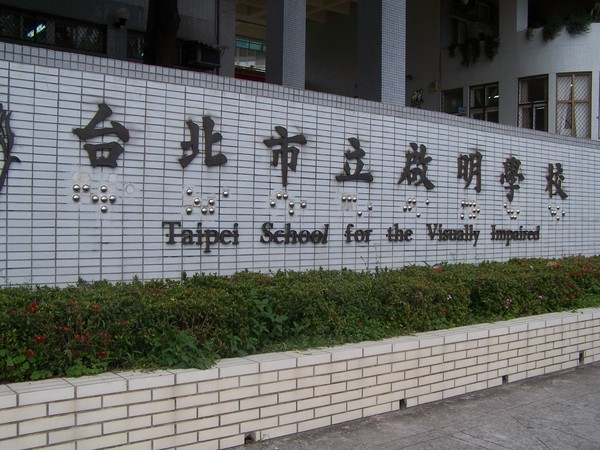 台北市立啟明學校
Taipei School for the Visually Impaired